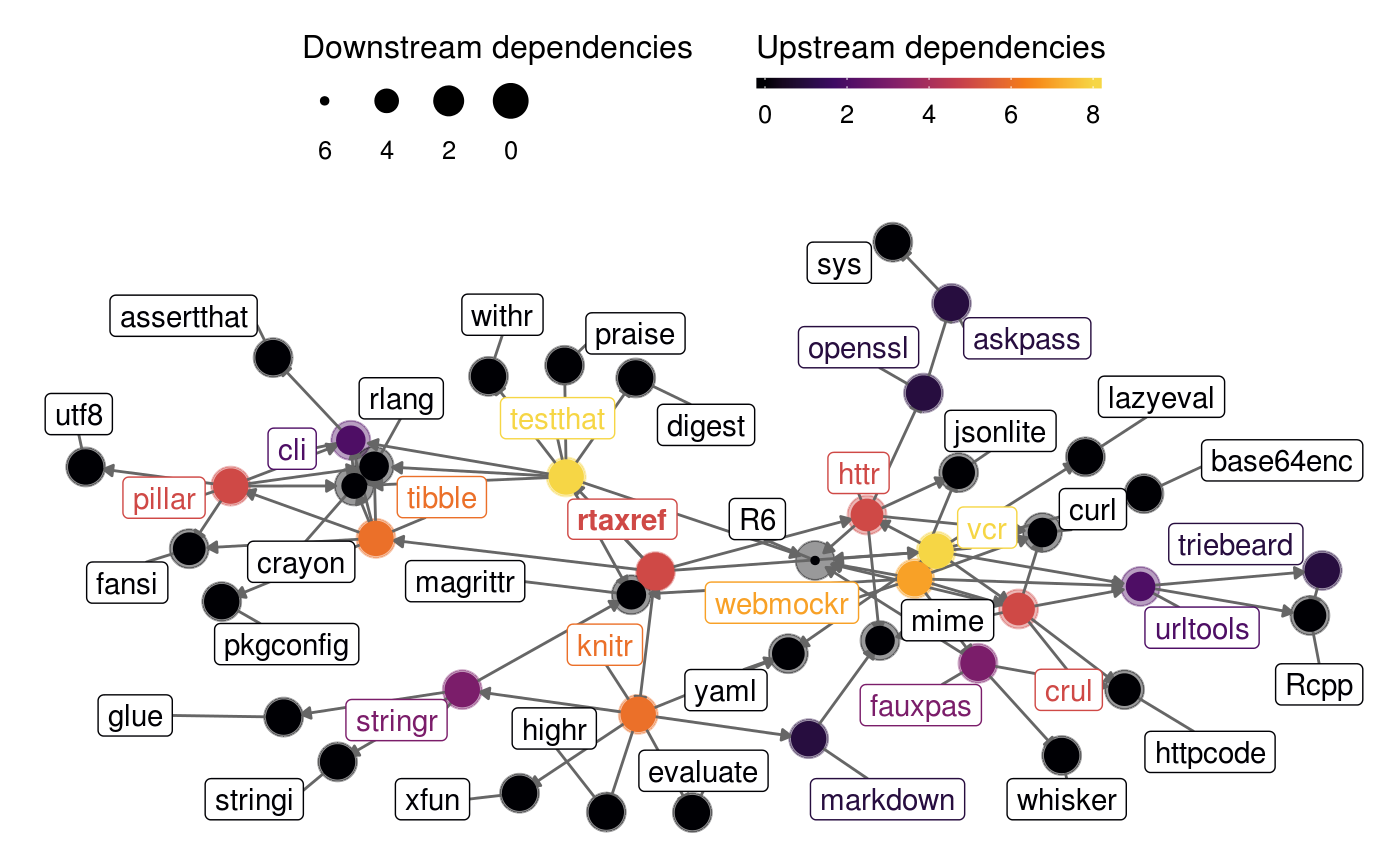 Downstream dependencies
6 4 2 0
Upstream dependencies
0 2 4 6 8
sys
askpass
openssl
assertthat
withr
praise
rlang
utf8
testthat
digest
lazyeval
jsonlite
cli
base64enc
httr
pillar
tibble
rtaxref
R6
vcr
curl
triebeard
crayon
fansi
magrittr
webmockr
mime
urltools
pkgconfig
knitr
yaml
fauxpas
crul
Rcpp
glue
stringr
highr
httpcode
evaluate
stringi
xfun
markdown
whisker